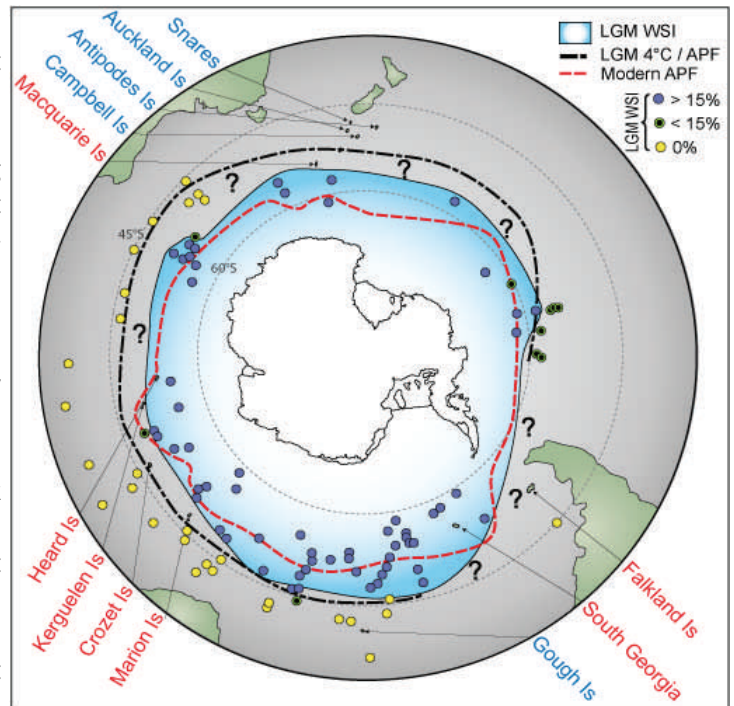 Snares
Auckland Is
Antipodes Is
Campbell Is
Macquarie Is
LGM WSI
LGM 4°C / APF
Modern APF
LGM WSI
> 15%
< 15%
0%
?
?
?
?
?
?
?
?
45°S
60°S
Heard Is
Kerguelen Is
Crozet Is
Marion Is
Falkland Is
South Georgia
Gough Is